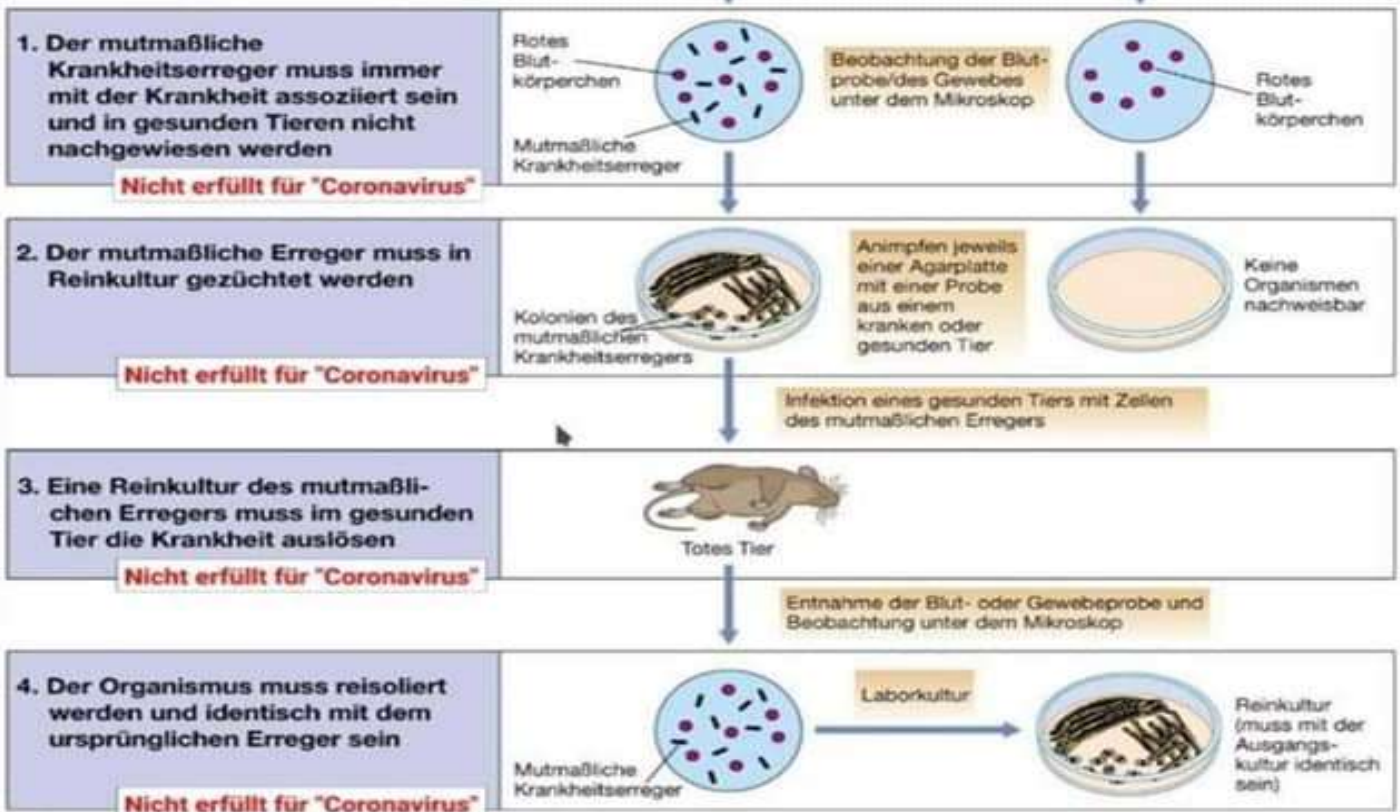 1. Der mutmaßliche
Krankheitserreger muss immer
mit der Krankheit assoziiert sein
und in gesunden Tieren nicht
nachgewiesen werden
Nicht erfüllt für "Coronavirus"
Rotes
Blut-
körperchen
Mutmaßliche
Krankheitserreger
Beobachtung der Blut-
probe/des Gewebes
unter dem Mikroskop
Rotes
Blut-
körperchen
2. Der mutmaßliche Erreger muss in
Reinkultur gezüchtet werden
Nicht erfüllt für "Coronavirus"
Kolonien des
mutmaßlichen
Krankheitserregers
Animpfen jeweils
einer Agarplatte
mit einer Probe
aus einem
kranken oder
gesunden Tier
Keine
Organismen
nachweisbar
Infektion eines gesunden Tiers mit Zellen
des mutmaßlichen Erregers
3. Eine Reinkultur des mutmaßli-
chen Erregers muss im gesunden
Tier die Krankheit auslösen
Nicht erfüllt für "Coronavirus"
Totes Tier
Entnahme der Blut- oder Gewebeprobe und
Beobachtung unter dem Mikroskop
4. Der Organismus muss reisoliert
werden und identisch mit dem
ursprünglichen Erreger sein
Nicht erfüllt für "Coronavirus"
Mutmaßliche
Krankheitserreger
Laborkultur
Reinkultur
(muss mit der
Ausgangs-
kultur identisch
sein)